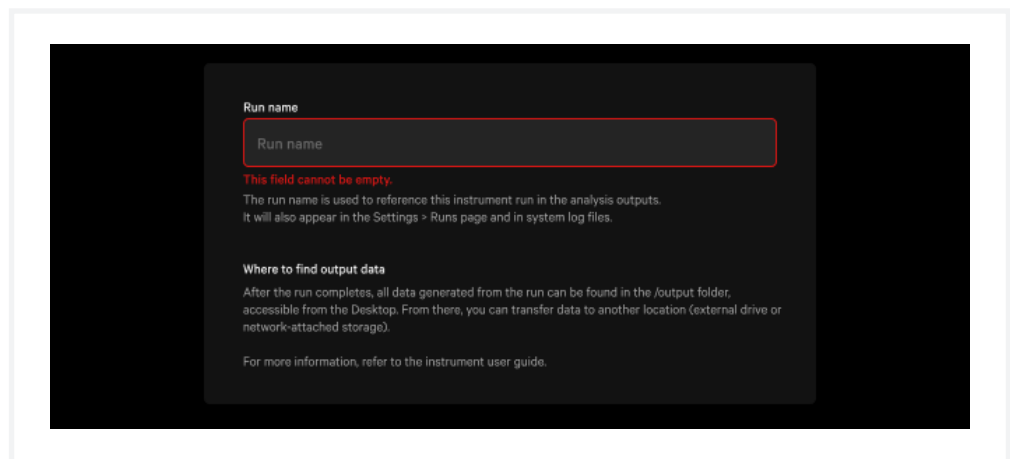 Run name
Run name
This field cannot be empty.
The run name is used to reference this instrument run in the analysis outputs.
It will also appear in the Settings > Runs page and in system log files.
Where to find output data
After the run completes, all data generated from the run can be found in the /output folder,
accessible from the Desktop. From there, you can transfer data to another location (external drive or
network-attached storage).
For more information, refer to the instrument user guide.